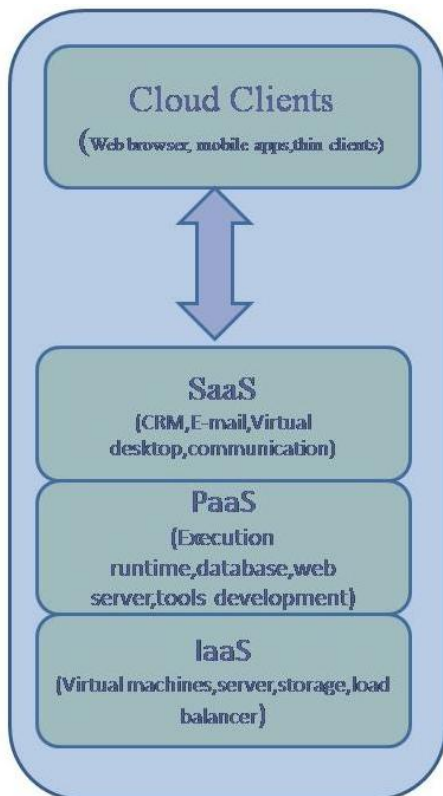 Cloud Clients
(Web browser, mobile apps,thin clients)
SaaS
(CRM,E-mail,Virtual
desktop,communication)
PaaS
(Execution
runtime,database,web
server,tools development)
IaaS
(Virtual machines,server,storage,load
balancer)